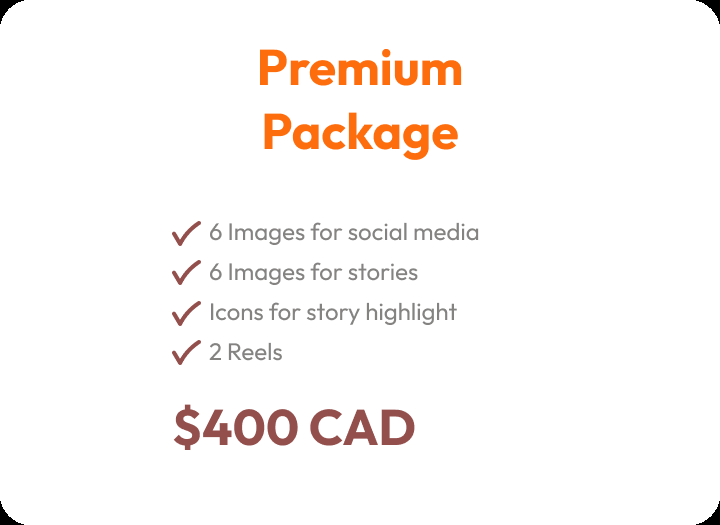 Premium
Package
6 Images for social media
6 Images for stories
Icons for story highlight
2 Reels
$400 CAD